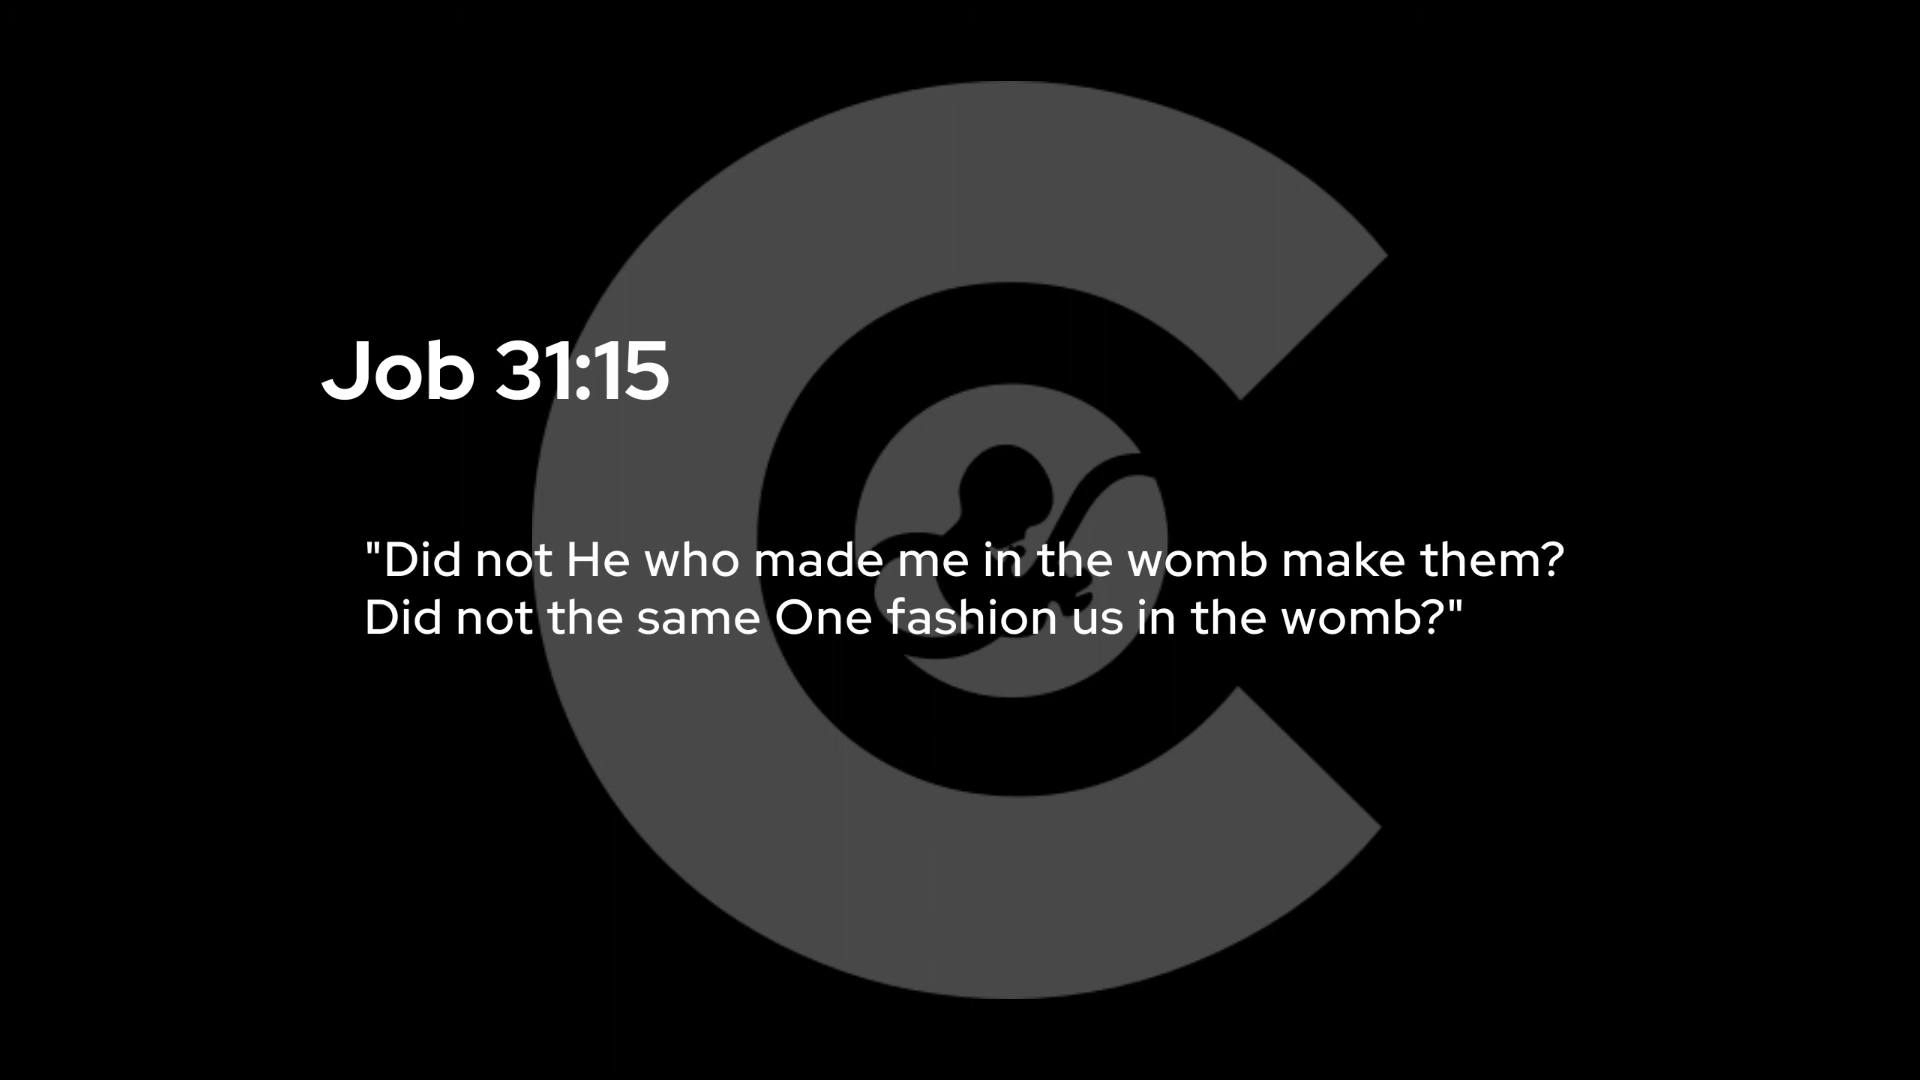 Job 31:15
"Did not He who made me in the womb make them?
Did not the same One fashion us in the womb?"